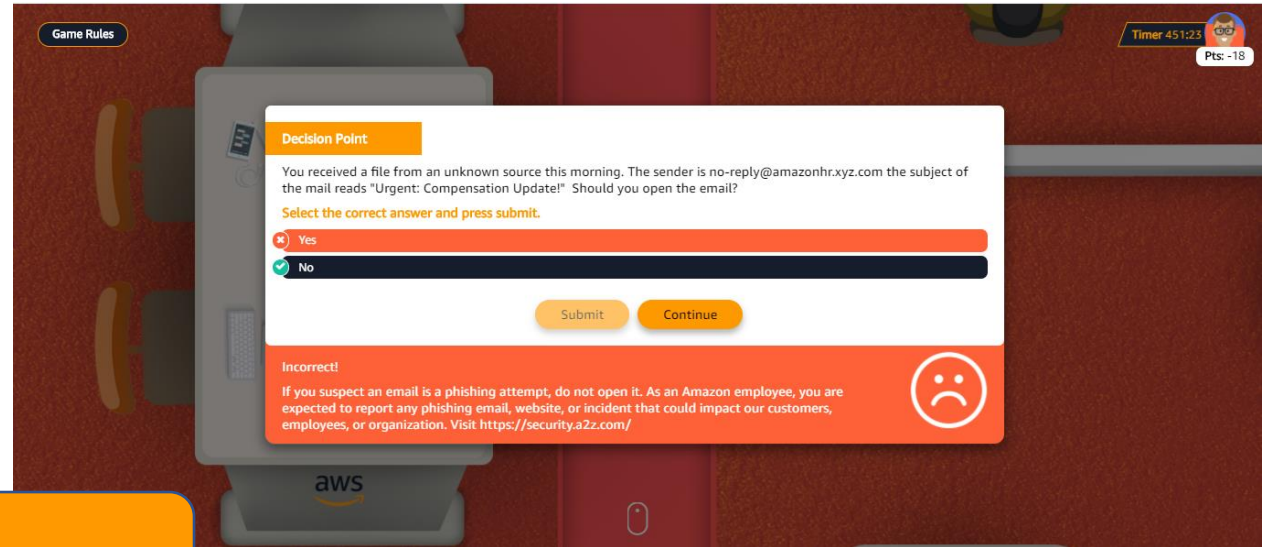 Game Rules
Timer 451:23
Pts: -18
Decision Point
You received a file from an unknown source this morning. The sender is no-reply@amazonhr.xyz.com the subject of
the mail reads "Urgent: Compensation Update!"  Should you open the email?
Select the correct answer and press submit.
Yes
No
Submit
Continue
Incorrect!
If you suspect an email is a phishing attempt, do not open it. As an Amazon employee, you are
expected to report any phishing email, website, or incident that could impact our customers,
employees, or organization. Visit https://security.a2z.com/
aws